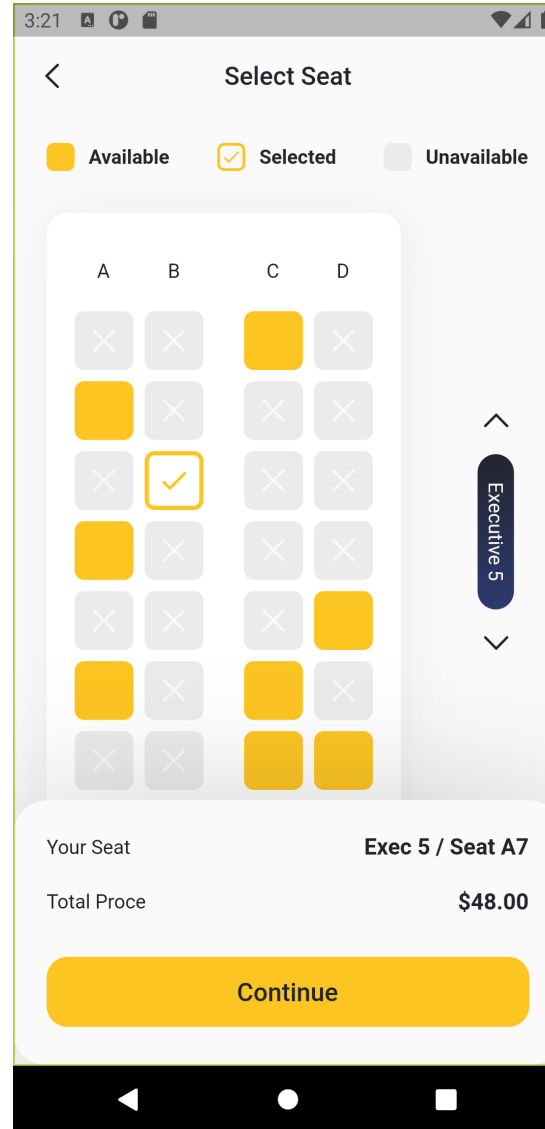 3:21
Select Seat
Available Selected Unavailable
A B C D
Executive 5
Your Seat Exec 5 / Seat A7
Total Proce $48.00
Continue